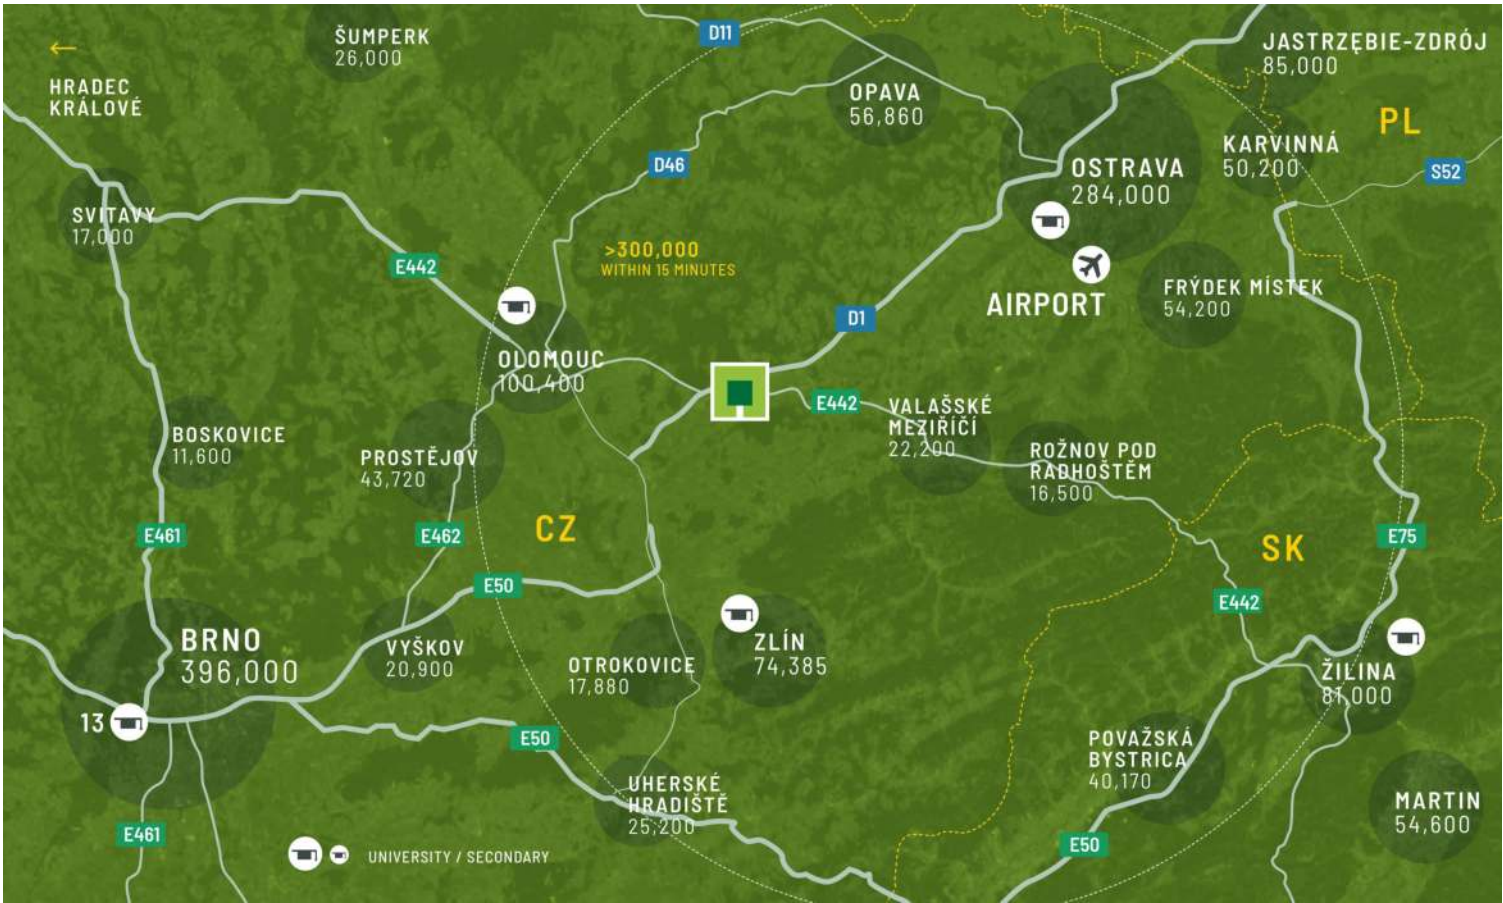 ←
HRADEC
KRÁLOVÉ
ŠUMPERK
26,000
D11
JASTRZĘBIE-ZDRÓJ
85,000
OPAVA
56,860
PL
KARVINNÁ
50,200
D46
OSTRAVA
284,000
S52
SVITAVY
17,000
>300,000
WITHIN 15 MINUTES
E442
FRÝDEK MÍSTEK
54,200
AIRPORT
D1
OLOMOUC
100,400
E442
VALAŠSKÉ
MEZIŘÍČÍ
22,200
BOSKOVICE
11,600
PROSTĚJOV
43,720
ROŽNOV POD
RADHOŠTĚM
16,500
E461
E462
CZ
SK
E75
E50
E442
BRNO
396,000
VYŠKOV
20,900
OTROKOVICE
17,880
ZLÍN
74,385
ŽILINA
81,000
13
E50
POVAŽSKÁ
BYSTRICA
40,170
UHERSKÉ
HRADIŠTĚ
25,200
MARTIN
54,600
E461
E50
UNIVERSITY / SECONDARY